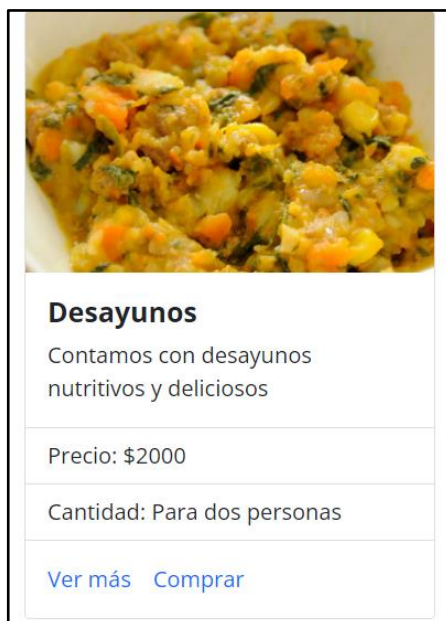 Desayunos
Contamos con desayunos
nutritivos y deliciosos
Precio: $2000
Cantidad: Para dos personas
Ver más Comprar